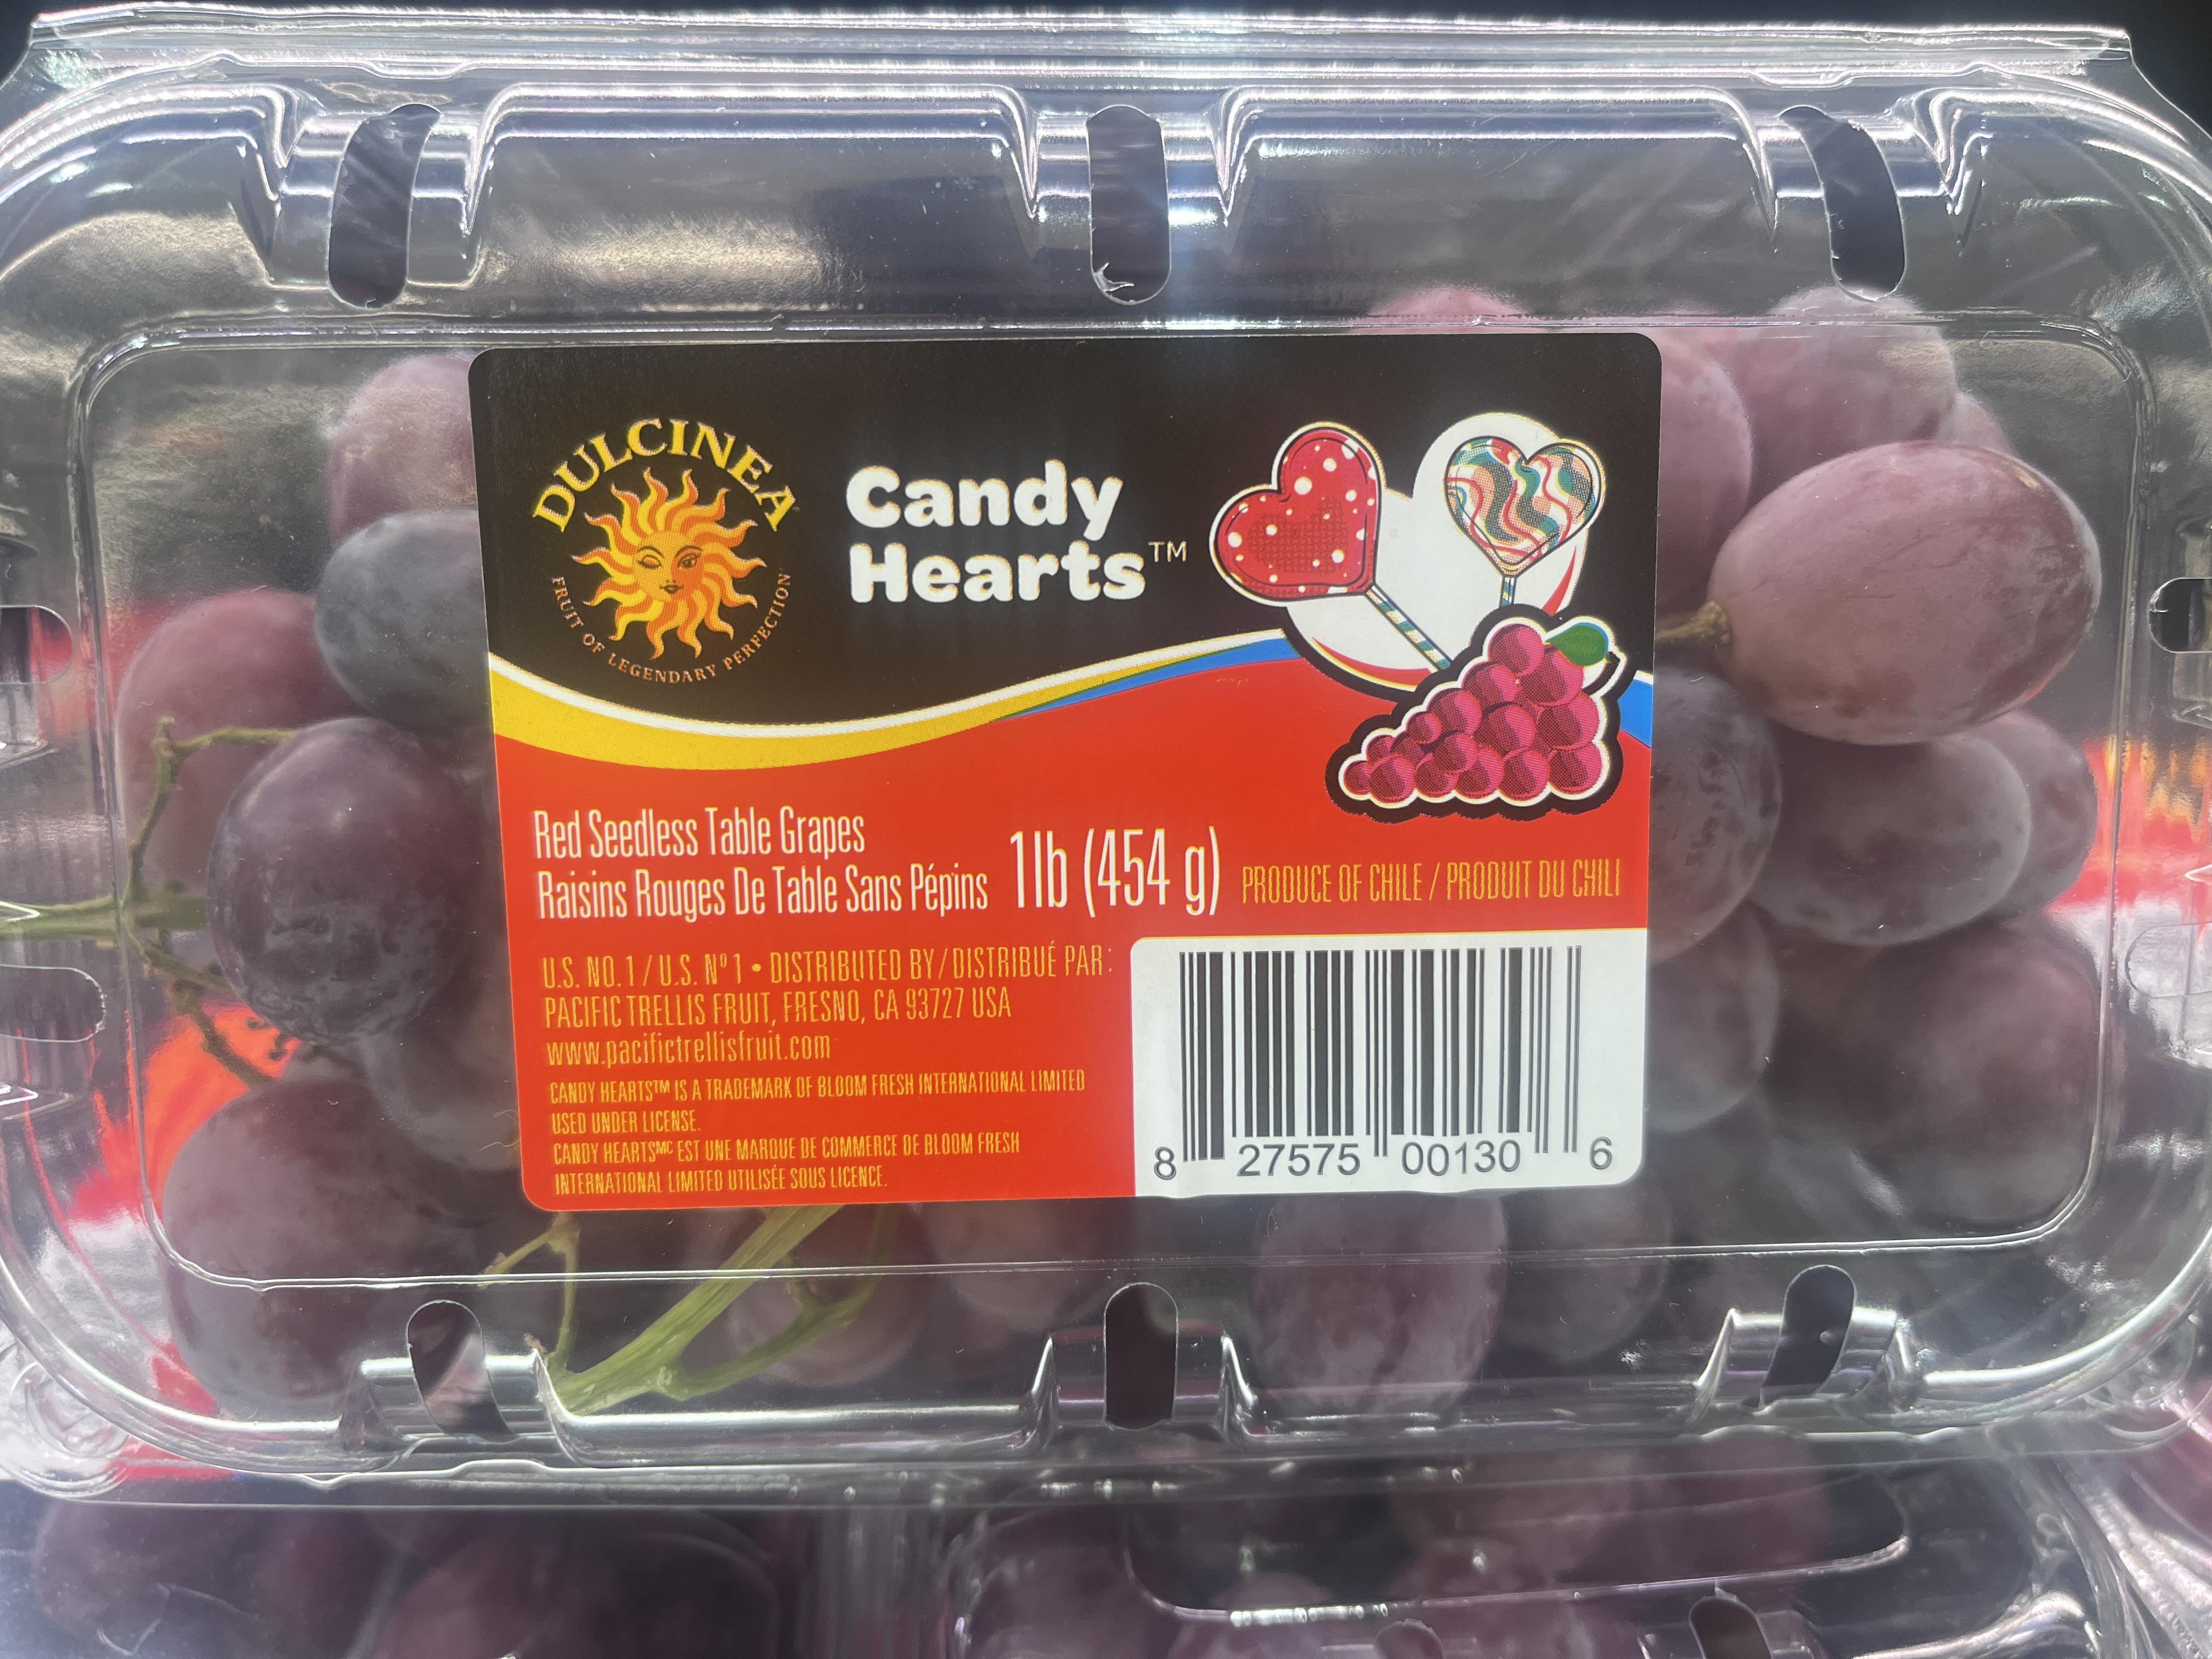 DULCINEA
FRUIT OF LEGENDARY PERFECTION
Candy
Hearts™
Red Seedless Table Grapes
Raisins Rouges De Table Sans Pépins
1 lb (454 g)
PRODUCE OF CHILE / PRODUIT DU CHILI
U.S. NO. 1 / U.S. Nº 1 • DISTRIBUTED BY / DISTRIBUÉ PAR:
PACIFIC TRELLIS FRUIT, FRESNO, CA 93727 USA
www.pacifictrellisfruit.com
CANDY HEARTS™ IS A TRADEMARK OF BLOOM FRESH INTERNATIONAL LIMITED
USED UNDER LICENSE.
CANDY HEARTSᴹᶜ EST UNE MARQUE DE COMMERCE DE BLOOM FRESH
INTERNATIONAL LIMITED UTILISÉE SOUS LICENCE.
8 27575 00130 6